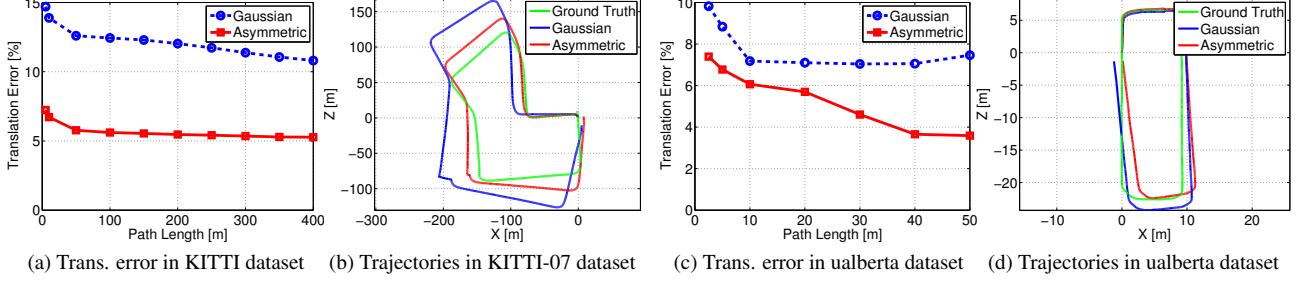 15
10
5
0
Translation Error [%]
0
100
200
300
400
Path Length [m]
Gaussian
Asymmetric
(a) Trans. error in KITTI dataset
150
100
50
0
−50
−100
Z [m]
−300
−200
−100
0
X [m]
Ground Truth
Gaussian
Asymmetric
(b) Trajectories in KITTI-07 dataset
10
8
6
4
2
0
Translation Error [%]
0
10
20
30
40
50
Path Length [m]
Gaussian
Asymmetric
(c) Trans. error in ualberta dataset
5
0
−5
−10
−15
−20
Z [m]
−10
0
10
20
X [m]
Ground Truth
Gaussian
Asymmetric
(d) Trajectories in ualberta dataset